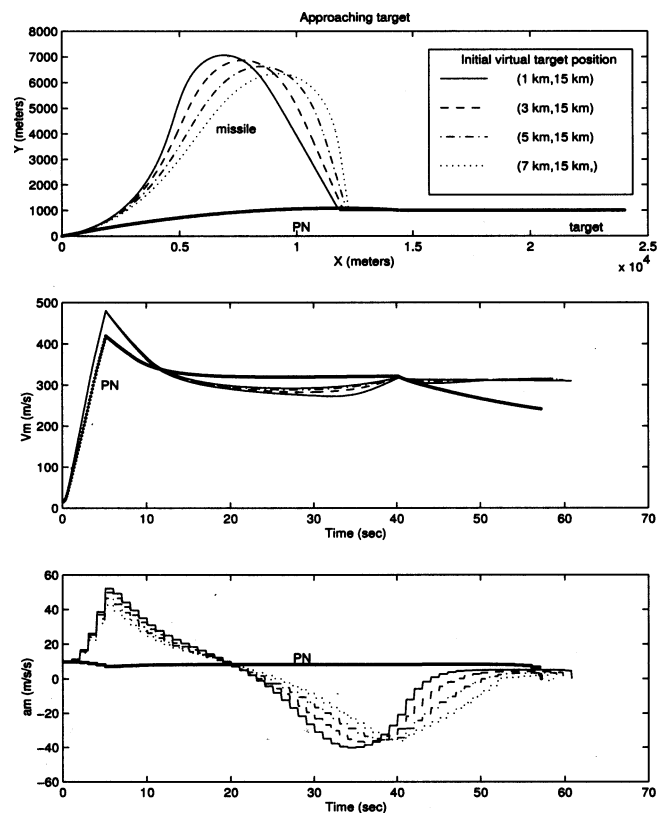 Approaching target
8000
7000
6000
5000
4000
3000
2000
1000
0
Y (meters)
Initial virtual target position
(1 km,15 km)
(3 km,15 km)
(5 km,15 km)
(7 km,15 km,)
missile
PN
target
0
0.5
1
1.5
2
2.5
X (meters)
x 10^4
500
400
300
200
100
0
Vm (m/s)
PN
0
10
20
30
40
50
60
70
Time (sec)
60
40
20
0
−20
−40
−60
am (m/s/s)
PN
0
10
20
30
40
50
60
70
Time (sec)